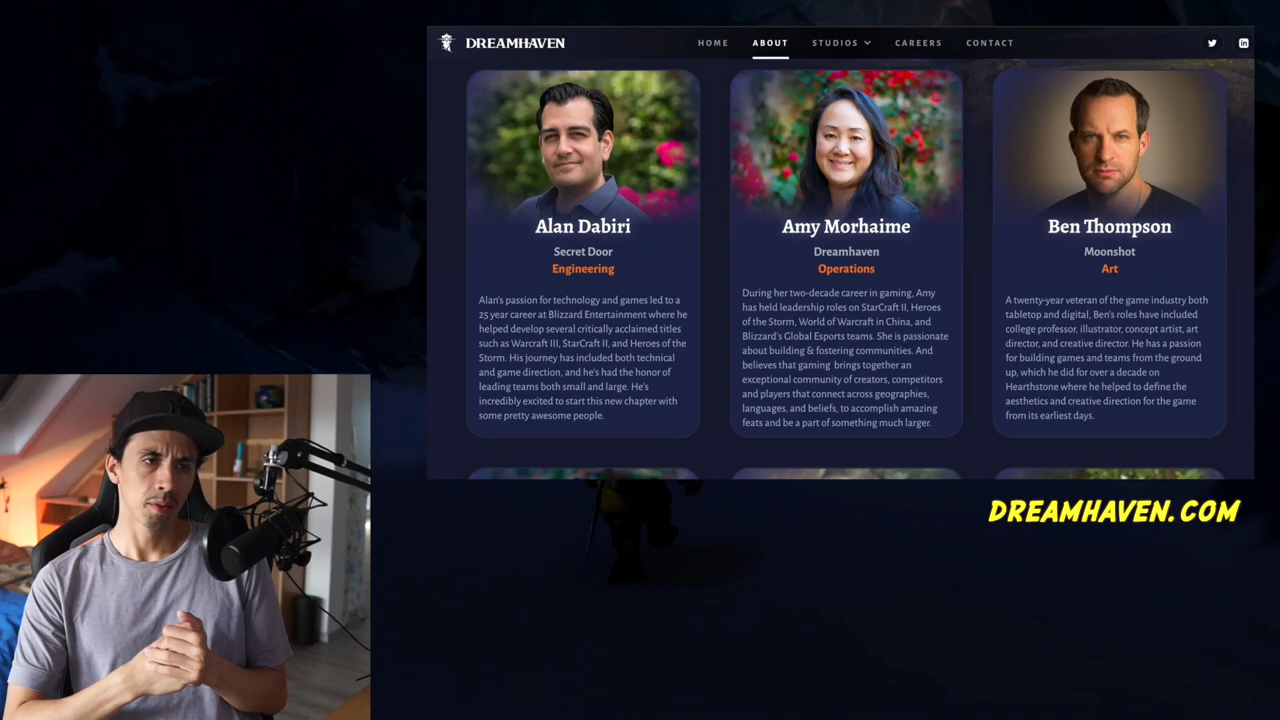 DREAMHAVEN
HOME
ABOUT
STUDIOS
CAREERS
CONTACT
Alan Dabiri
Secret Door
Engineering
Alan's passion for technology and games led to a
25 year career at Blizzard Entertainment where he
helped develop several critically acclaimed titles
such as Warcraft III, StarCraft II, and Heroes of the
Storm. His journey has included both technical
and game direction, and he's had the honor of
leading teams both small and large. He's
incredibly excited to start this new chapter with
some pretty awesome people.
Amy Morhaime
Dreamhaven
Operations
During her two-decade career in gaming, Amy
has held leadership roles on StarCraft II, Heroes
of the Storm, World of Warcraft in China, and
Blizzard's Global Esports teams. She is passionate
about building & fostering communities. And
believes that gaming brings together an
exceptional community of creators, competitors
and players that connect across geographies,
languages, and beliefs, to accomplish amazing
feats and be a part of something much larger.
Ben Thompson
Moonshot
Art
A twenty-year veteran of the game industry both
tabletop and digital, Ben's roles have included
college professor, illustrator, concept artist, art
director, and creative director. He has a passion
for building games and teams from the ground
up, which he did for over a decade on
Hearthstone where he helped to define the
aesthetics and creative direction for the game
from its earliest days.
DREAMHAVEN.COM